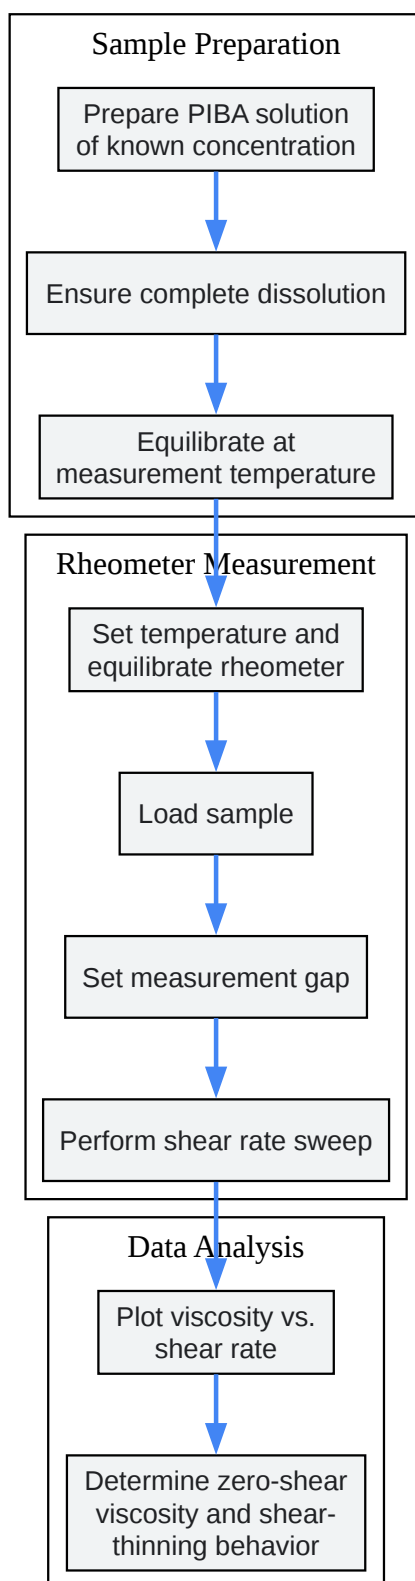 Sample Preparation
Prepare PIBA solution
of known concentration
Ensure complete dissolution
Equilibrate at
measurement temperature
Rheometer Measurement
Set temperature and
equilibrate rheometer
Load sample
Set measurement gap
Perform shear rate sweep
Data Analysis
Plot viscosity vs.
shear rate
Determine zero-shear
viscosity and shear-
thinning behavior